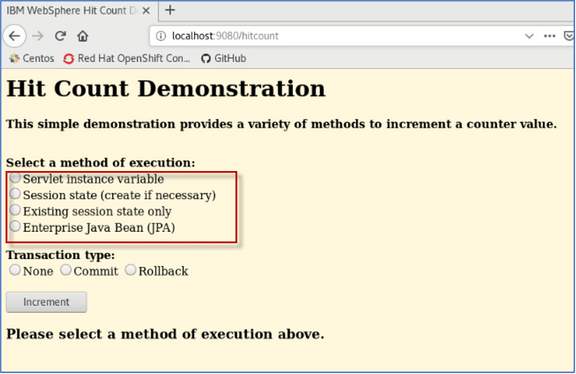 IBM WebSphere Hit Count D
localhost:9080/hitcount
Centos Red Hat OpenShift Con... GitHub
Hit Count Demonstration
This simple demonstration provides a variety of methods to increment a counter value.
Select a method of execution:
Servlet instance variable
Session state (create if necessary)
Existing session state only
Enterprise Java Bean (JPA)
Transaction type:
None Commit Rollback
Increment
Please select a method of execution above.